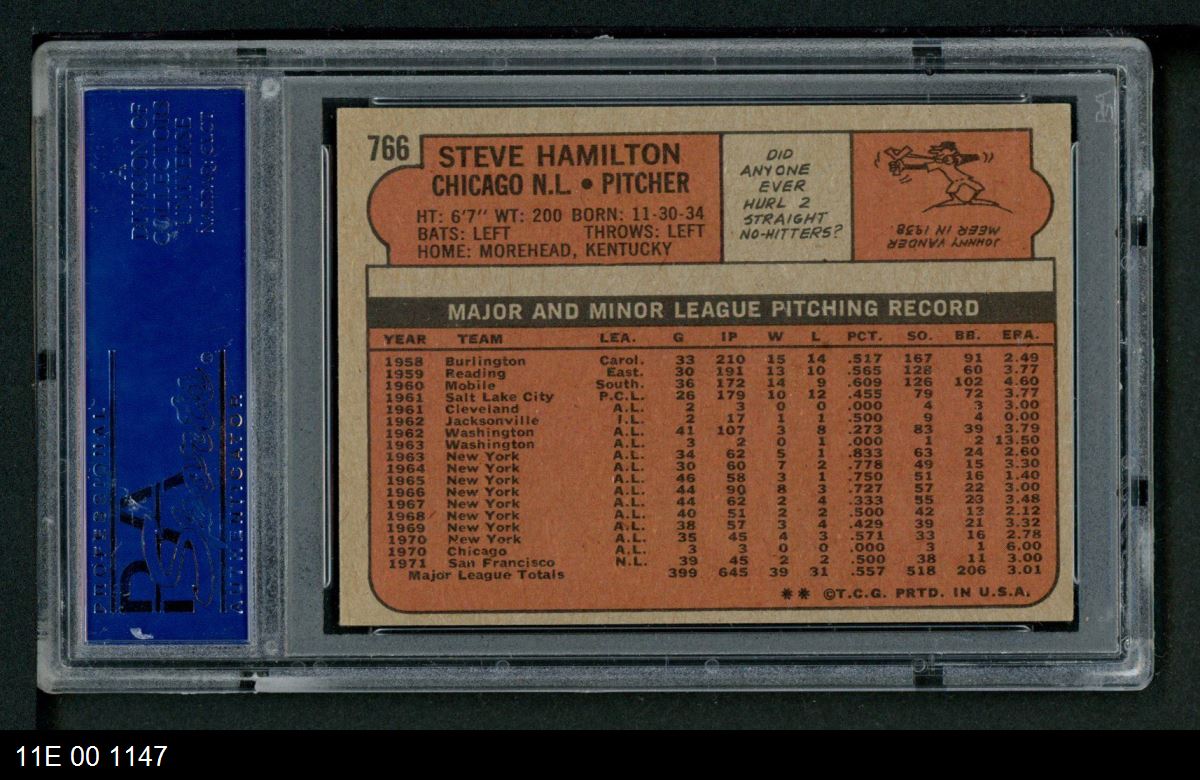 766
STEVE HAMILTON
CHICAGO N.L. • PITCHER
HT: 6'7" WT: 200 BORN: 11-30-34
BATS: LEFT THROWS: LEFT
HOME: MOREHEAD, KENTUCKY
DID
ANYONE
EVER
HURL 2
STRAIGHT
NO-HITTERS?
JOHNNY VANDER
MEER IN 1938.
MAJOR AND MINOR LEAGUE PITCHING RECORD
YEAR TEAM LEA. G IP W L PCT. SO. BB. ERA.
1958 Burlington Carol. 33 210 15 14 .517 167 91 2.49
1959 Reading East. 30 191 13 10 .565 128 60 3.77
1960 Mobile South. 36 172 14 9 .609 126 102 4.60
1961 Salt Lake City P.C.L. 26 179 10 12 .455 79 72 3.77
1961 Cleveland A.L. 2 3 0 0 .000 4 3 3.00
1962 Jacksonville I.L. 2 17 1 1 .500 9 4 0.00
1962 Washington A.L. 41 107 3 8 .273 83 39 3.79
1963 Washington A.L. 3 2 0 1 .000 1 2 13.50
1963 New York A.L. 34 62 5 1 .833 63 24 2.60
1964 New York A.L. 30 60 7 2 .778 49 15 3.30
1965 New York A.L. 46 58 3 1 .750 51 16 1.40
1966 New York A.L. 44 90 8 3 .727 57 22 3.00
1967 New York A.L. 44 62 2 4 .333 55 23 3.48
1968 New York A.L. 40 51 2 2 .500 42 13 2.12
1969 New York A.L. 38 57 3 4 .429 39 21 3.32
1970 New York A.L. 35 45 4 3 .571 33 16 2.78
1970 Chicago A.L. 3 3 0 0 .000 3 1 6.00
1971 San Francisco N.L. 39 45 2 2 .500 38 11 3.00
Major League Totals 399 645 39 31 .557 518 206 3.01
** ©T.C.G. PRTD. IN U.S.A.
A
DIVISION OF
COLLECTORS
UNIVERSE
NASDAQ:CLCT
PROFESSIONAL
PSA
Sports
AUTHENTICATOR
PSA
11E 00 1147